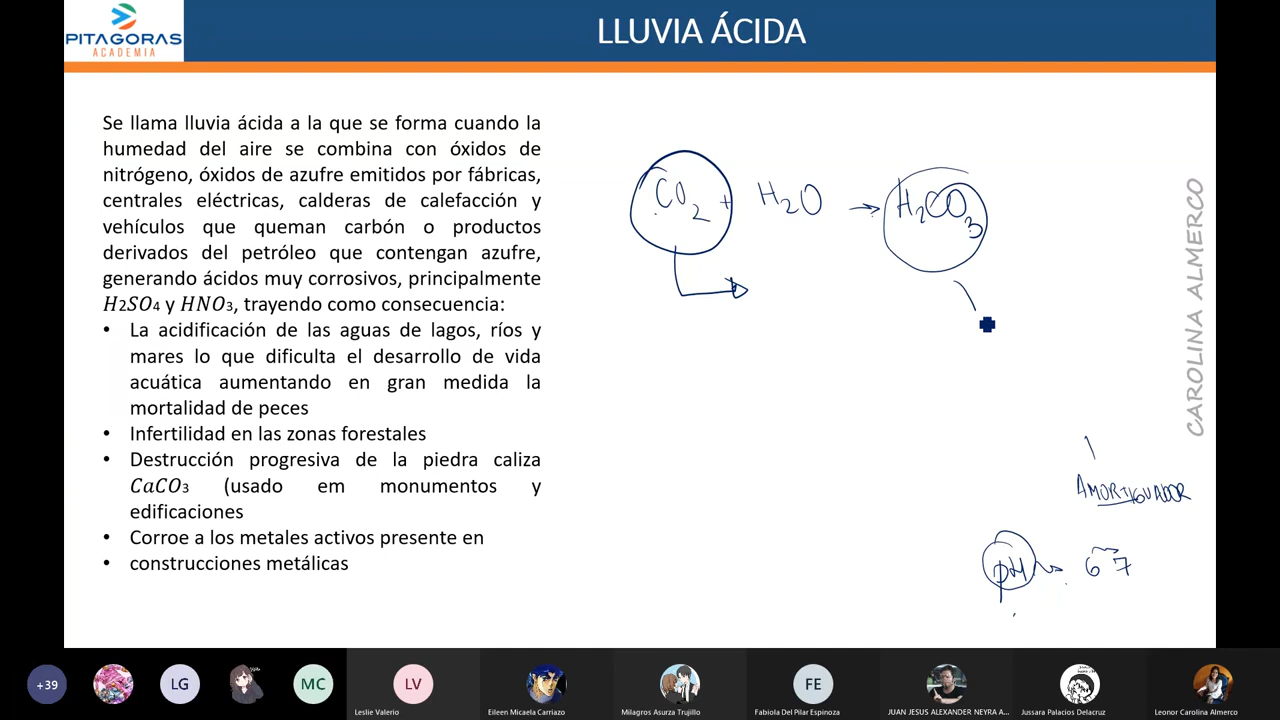 PITAGORAS
ACADEMIA
LLUVIA ÁCIDA
Se llama lluvia ácida a la que se forma cuando la
humedad del aire se combina con óxidos de
nitrógeno, óxidos de azufre emitidos por fábricas,
centrales eléctricas, calderas de calefacción y
vehículos que queman carbón o productos
derivados del petróleo que contengan azufre,
generando ácidos muy corrosivos, principalmente
H2SO4 y HNO3, trayendo como consecuencia:
• La acidificación de las aguas de lagos, ríos y
mares lo que dificulta el desarrollo de vida
acuática aumentando en gran medida la
mortalidad de peces
• Infertilidad en las zonas forestales
• Destrucción progresiva de la piedra caliza
CaCO3 (usado em monumentos y
edificaciones
• Corroe a los metales activos presente en
• construcciones metálicas
CO2 + H2O → H2CO3
AMORTIGUADOR
pH → 6 7
CAROLINA ALMERCO
+39
LG
MC
LV
FE
Leslie Valerio
Eileen Micaela Carriazo
Milagros Asurza Trujillo
Fabiola Del Pilar Espinoza
JUAN JESUS ALEXANDER NEYRA A...
Jussara Palacios Delacruz
Leonor Carolina Almerco